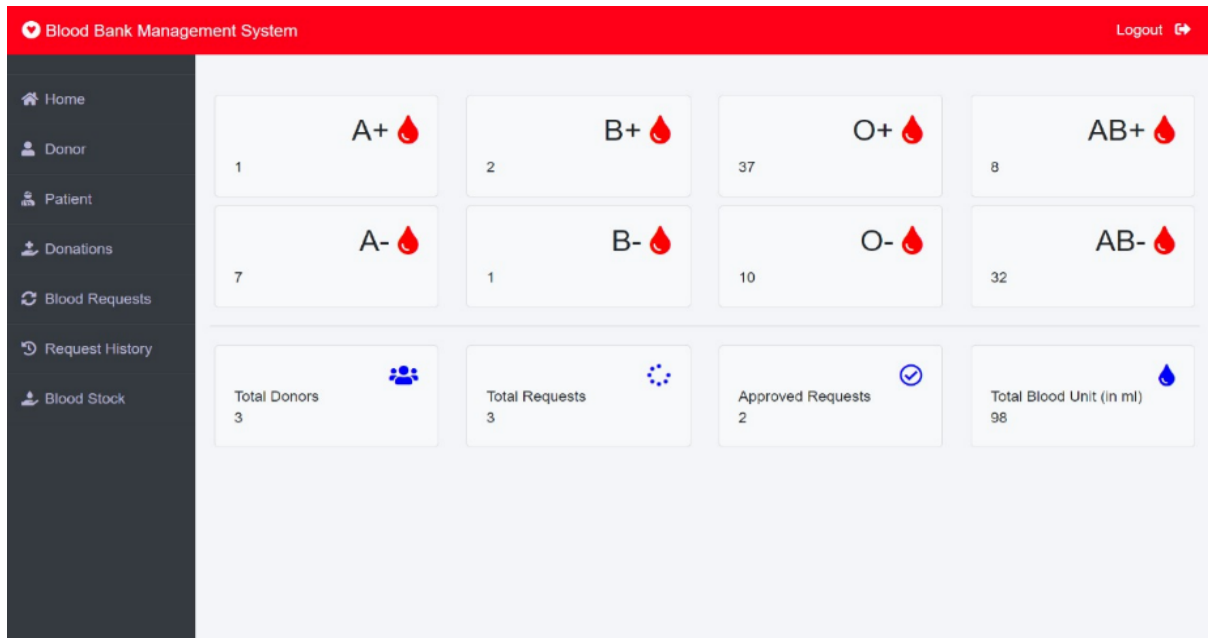 Blood Bank Management System
Logout
Home
Donor
Patient
Donations
Blood Requests
Request History
Blood Stock
A+
1
B+
2
O+
37
AB+
8
A-
7
B-
1
O-
10
AB-
32
Total Donors
3
Total Requests
3
Approved Requests
2
Total Blood Unit (in ml)
98